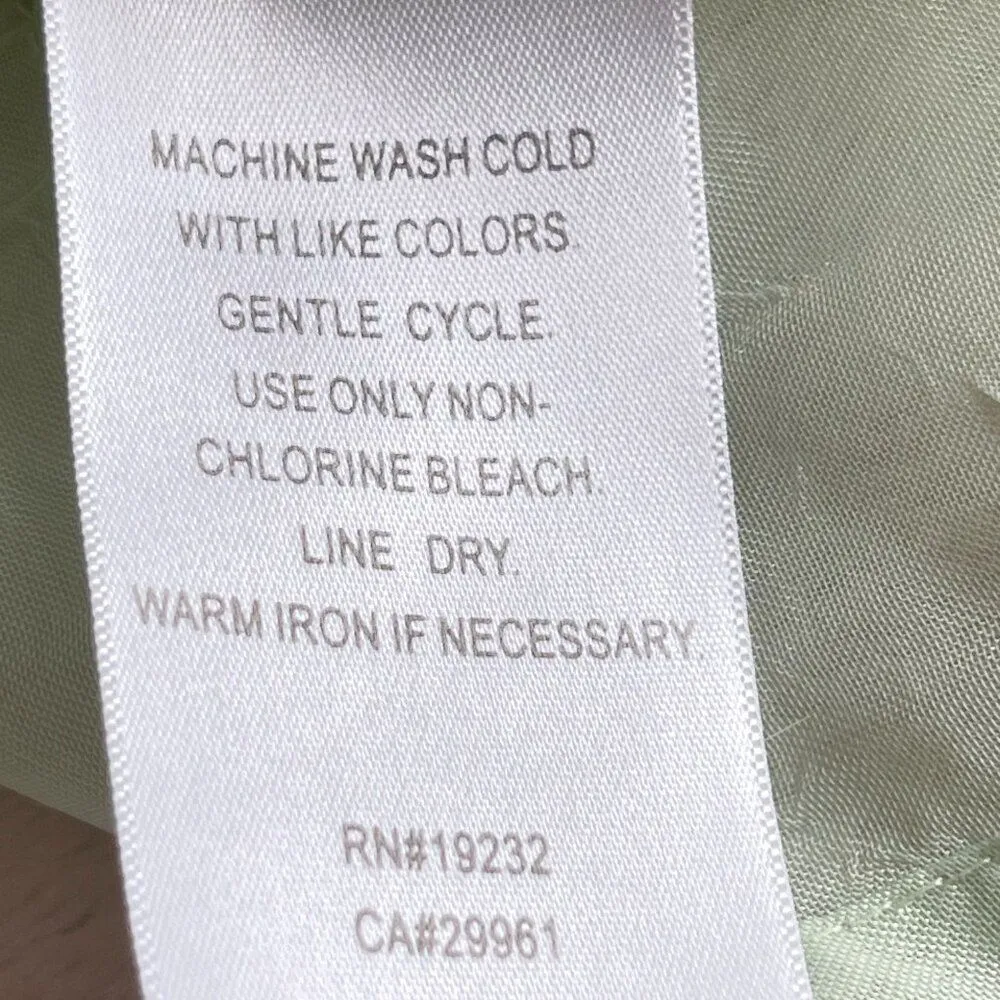 MACHINE WASH COLD
WITH LIKE COLORS.
GENTLE CYCLE.
USE ONLY NON-
CHLORINE BLEACH.
LINE DRY.
WARM IRON IF NECESSARY.
RN#19232
CA#29961